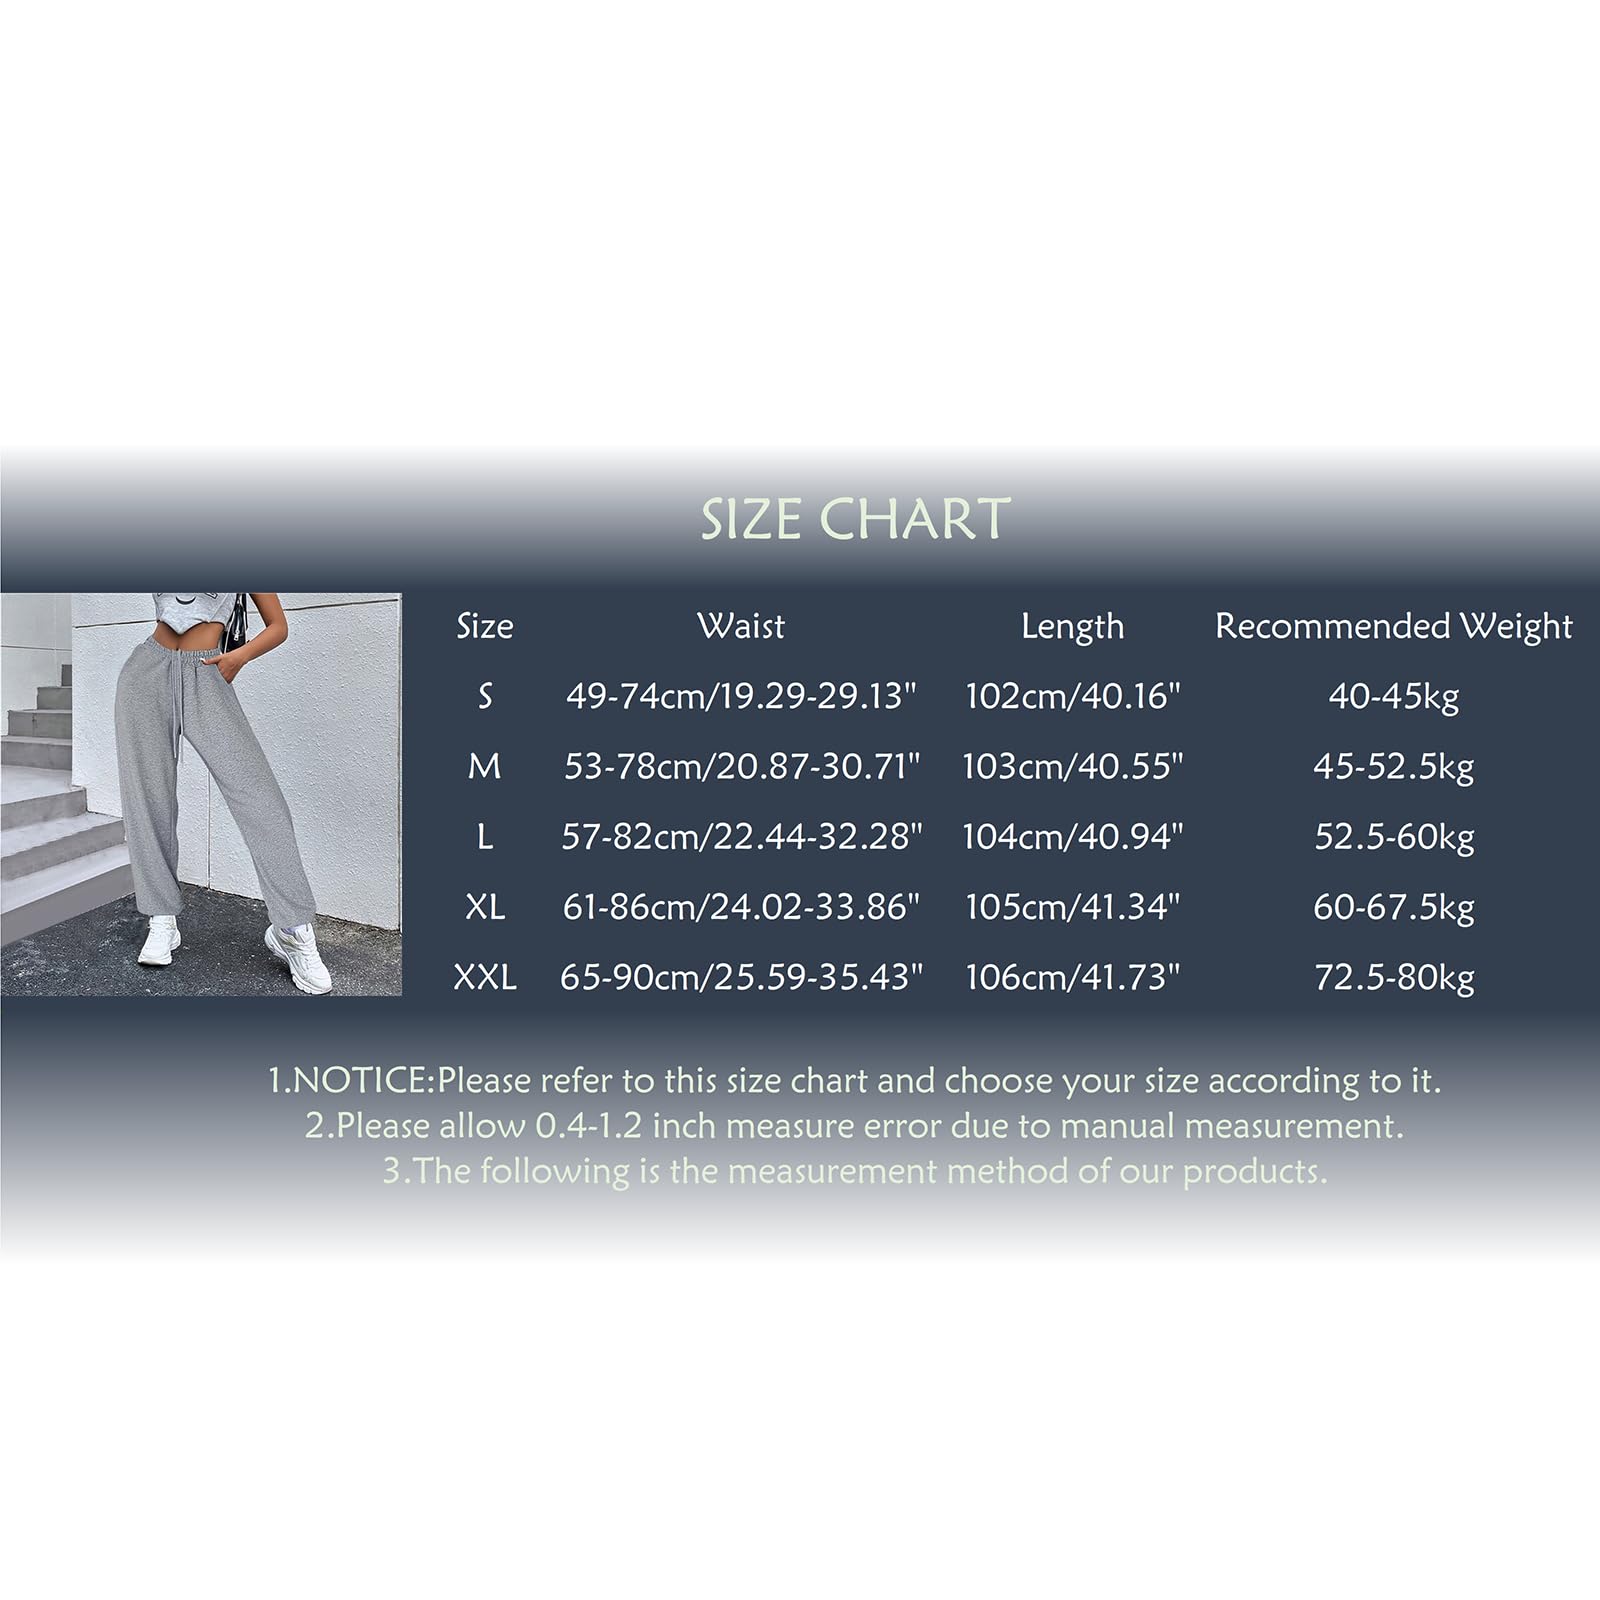 SIZE CHART
Size Waist Length Recommended Weight
S 49-74cm/19.29-29.13" 102cm/40.16" 40-45kg
M 53-78cm/20.87-30.71" 103cm/40.55" 45-52.5kg
L 57-82cm/22.44-32.28" 104cm/40.94" 52.5-60kg
XL 61-86cm/24.02-33.86" 105cm/41.34" 60-67.5kg
XXL 65-90cm/25.59-35.43" 106cm/41.73" 72.5-80kg
1.NOTICE:Please refer to this size chart and choose your size according to it.
2.Please allow 0.4-1.2 inch measure error due to manual measurement.
3.The following is the measurement method of our products.